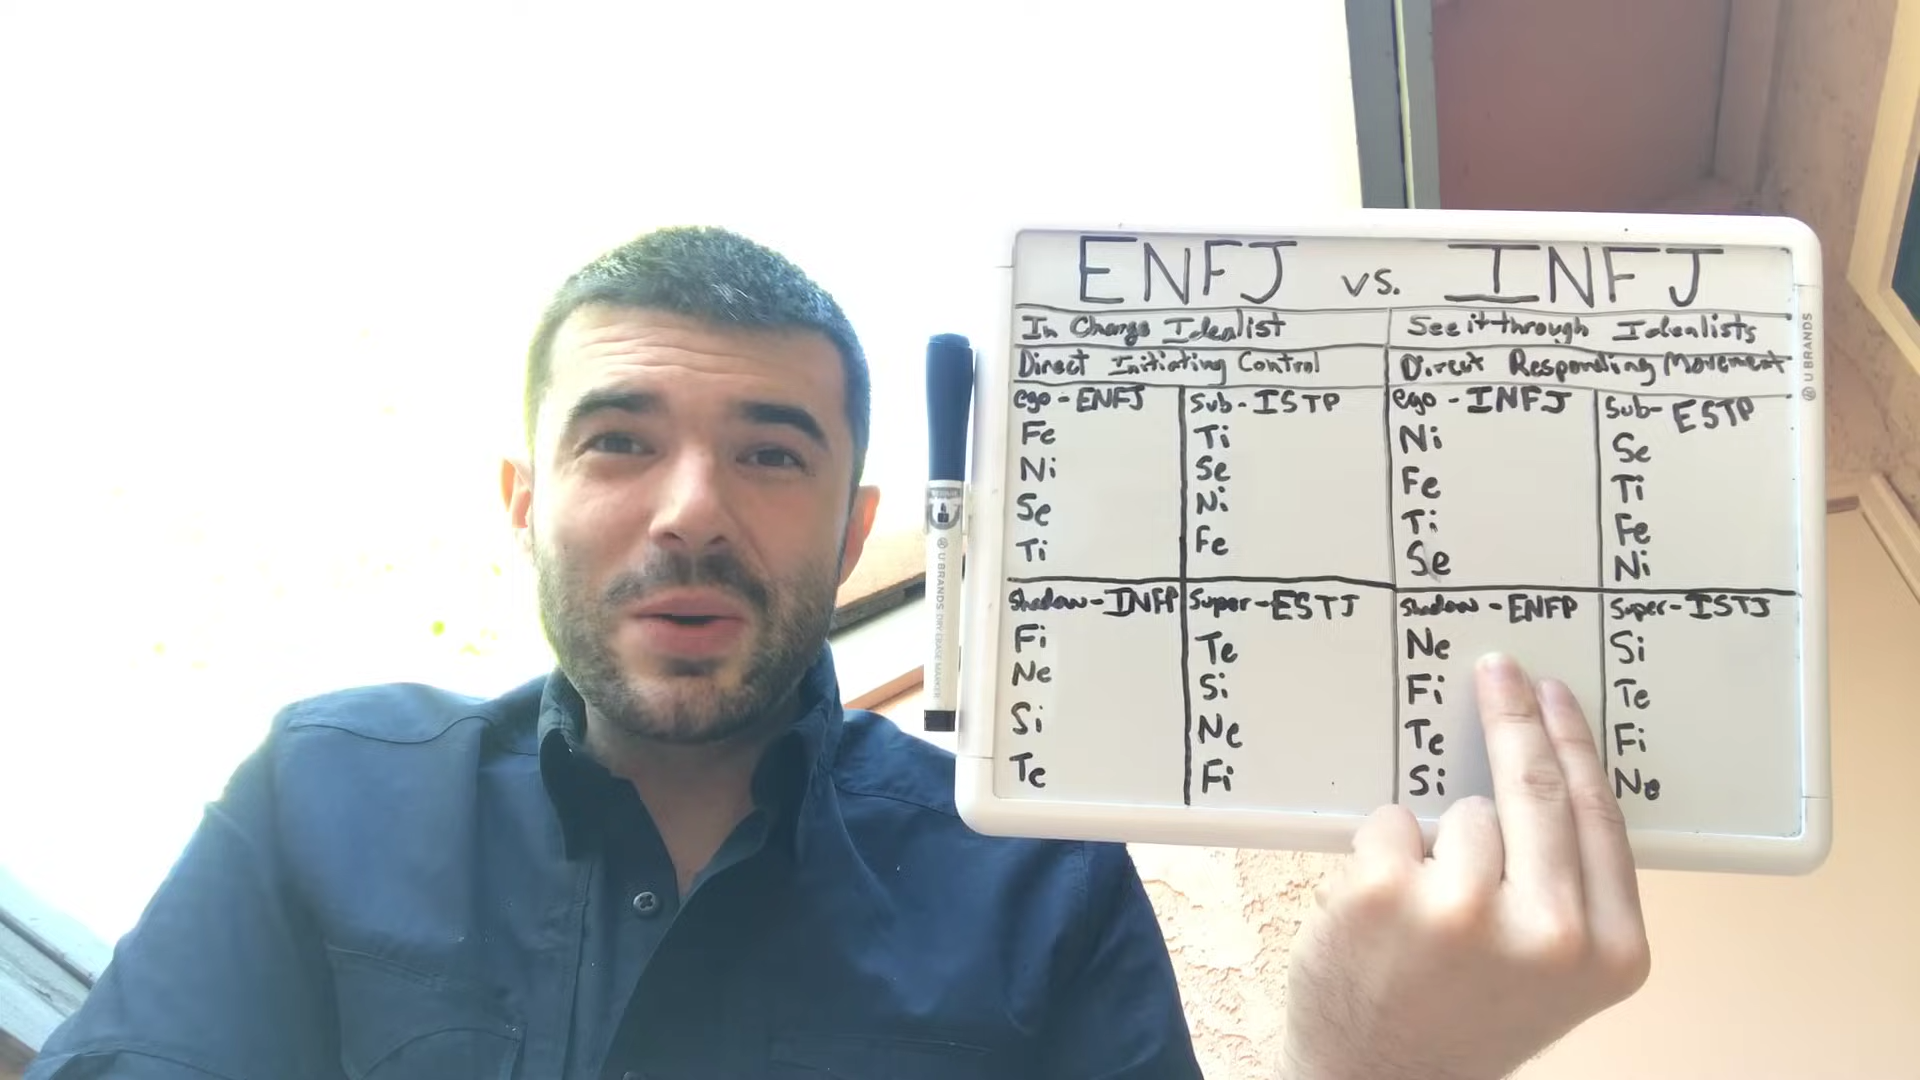 ENFJ vs. INFJ
In Charge Idealist
See it through Idealists
Direct Initiating Control
Direct Responding Movement
ego - ENFJ
Fe
Ni
Se
Ti
Sub - ISTP
Ti
Se
Ni
Fe
ego - INFJ
Ni
Fe
Ti
Se
Sub - ESTP
Se
Ti
Fe
Ni
Shadow - INFP
Fi
Ne
Si
Te
Super - ESTJ
Te
Si
Ne
Fi
Shadow - ENFP
Ne
Fi
Te
Si
Super - ISTJ
Si
Te
Fi
Ne
U BRANDS
U BRANDS DRY ERASE MARKER